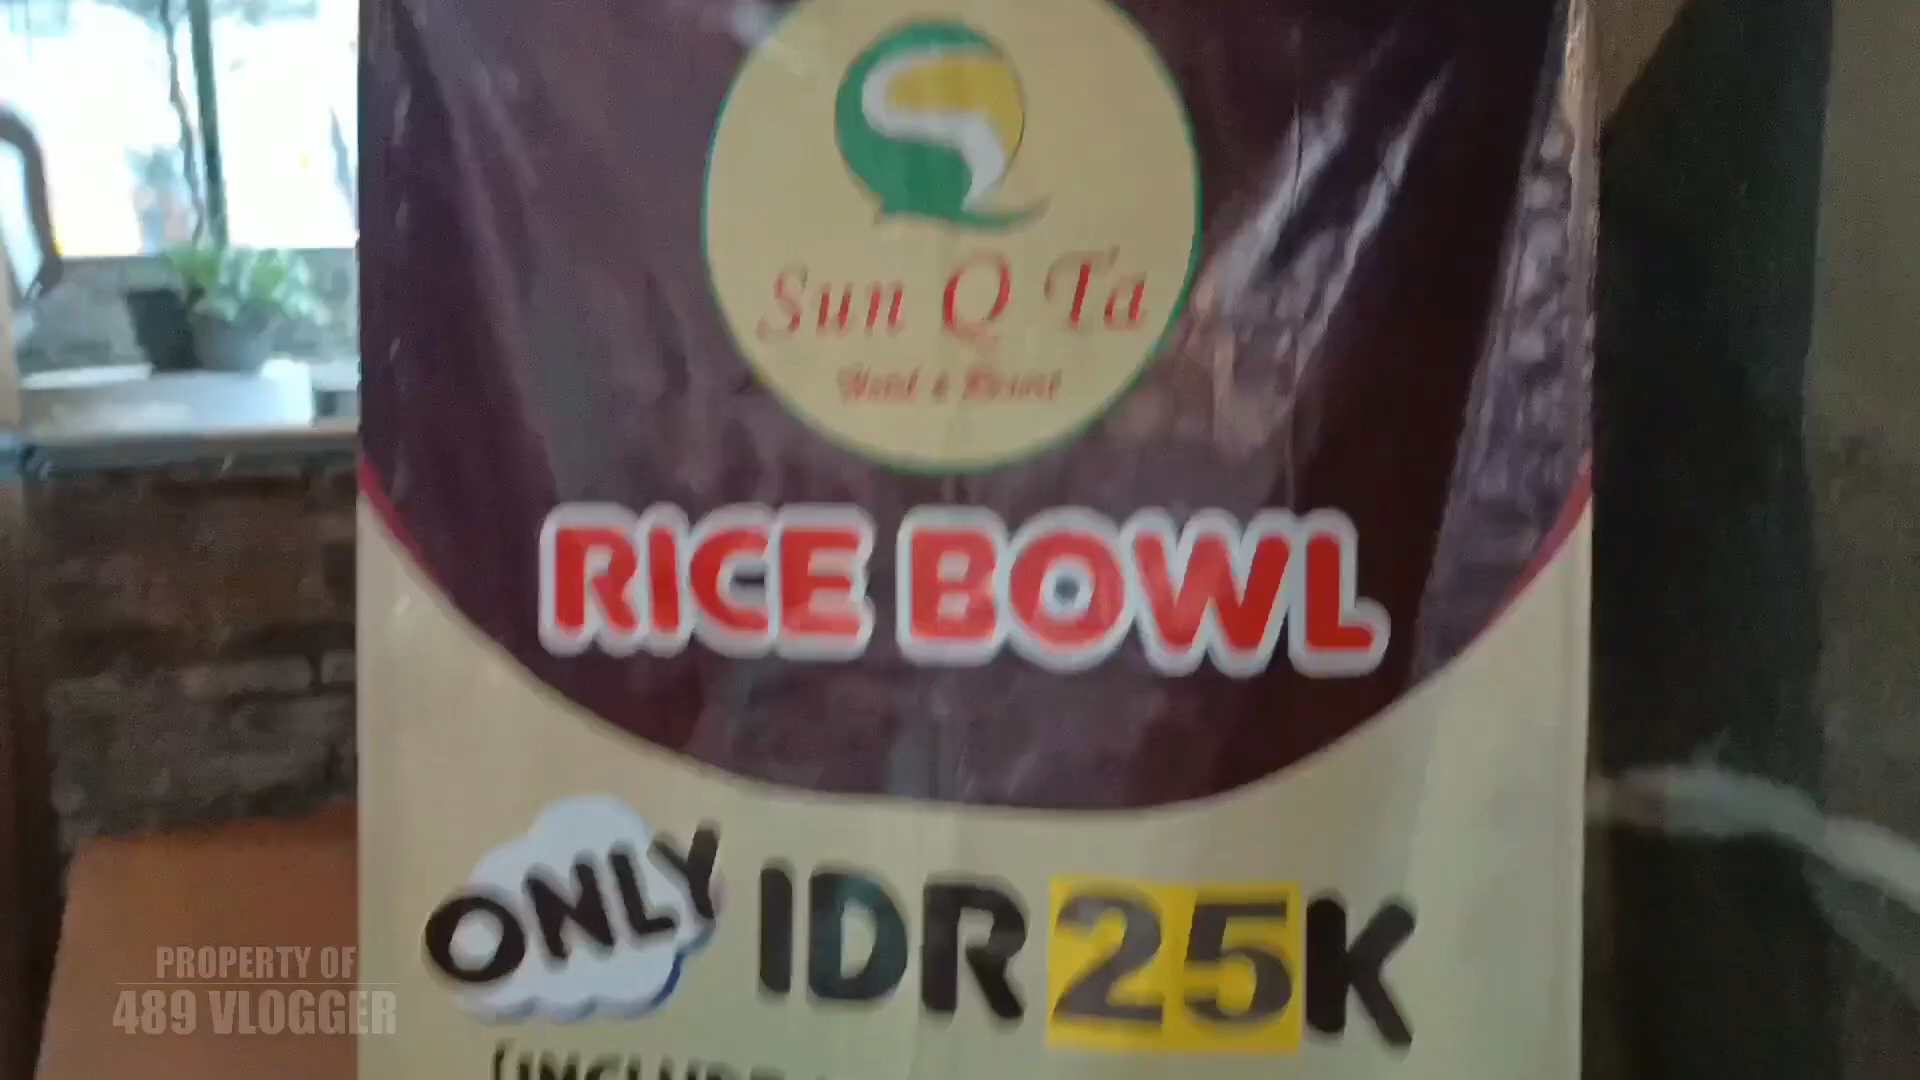 Sun Q Ta
RICE BOWL
ONLY IDR 25K
PROPERTY OF
489 VLOGGER